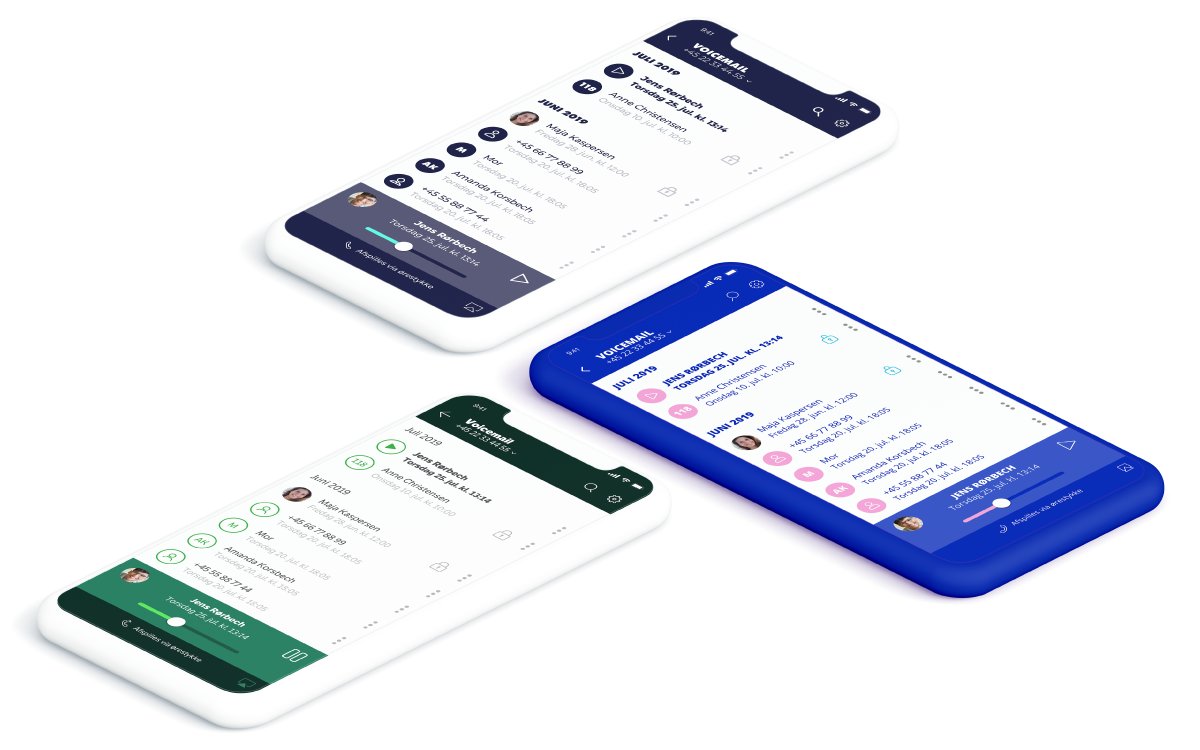 9:41
VOICEMAIL
+45 22 33 44 55
JULI 2019
Jens Rørbech
Torsdag 25. jul. kl. 13:14
118
Anne Christensen
Onsdag 10. jul. kl. 10:00
JUNI 2019
Maja Kaspersen
Fredag 28. jun. kl. 12:00
+45 66 77 88 99
Torsdag 20. jul. kl. 18:05
M
Mor
Torsdag 20. jul. kl. 18:05
AK
Amanda Korsbech
Torsdag 20. jul. kl. 18:05
+45 55 88 77 44
Torsdag 20. jul. kl. 18:05
Jens Rørbech
Torsdag 25. jul. kl. 13:14
Afspilles via ørestykke
9:41
VOICEMAIL
+45 22 33 44 55
JULI 2019
JENS RØRBECH
TORSDAG 25. JUL. KL. 13:14
118
Anne Christensen
Onsdag 10. jul. kl. 10:00
JUNI 2019
Maja Kaspersen
Fredag 28. jun. kl. 12:00
+45 66 77 88 99
Torsdag 20. jul. kl. 18:05
M
Mor
Torsdag 20. jul. kl. 18:05
AK
Amanda Korsbech
Torsdag 20. jul. kl. 18:05
+45 55 88 77 44
Torsdag 20. jul. kl. 18:05
JENS RØRBECH
Torsdag 25. jul. kl. 13:14
Afspilles via ørestykke
9:41
Voicemail
+45 22 33 44 55
Juli 2019
Jens Rørbech
Torsdag 25. jul. kl. 13:14
118
Anne Christensen
Onsdag 10. jul. kl. 10:00
Juni 2019
Maja Kaspersen
Fredag 28. jun. kl. 12:00
+45 66 77 88 99
Torsdag 20. jul. kl. 18:05
M
Mor
Torsdag 20. jul. kl. 18:05
AK
Amanda Korsbech
Torsdag 20. jul. kl. 18:05
+45 55 88 77 44
Torsdag 20. jul. kl. 18:05
Jens Rørbech
Torsdag 25. jul. kl. 13:14
Afspilles via ørestykke